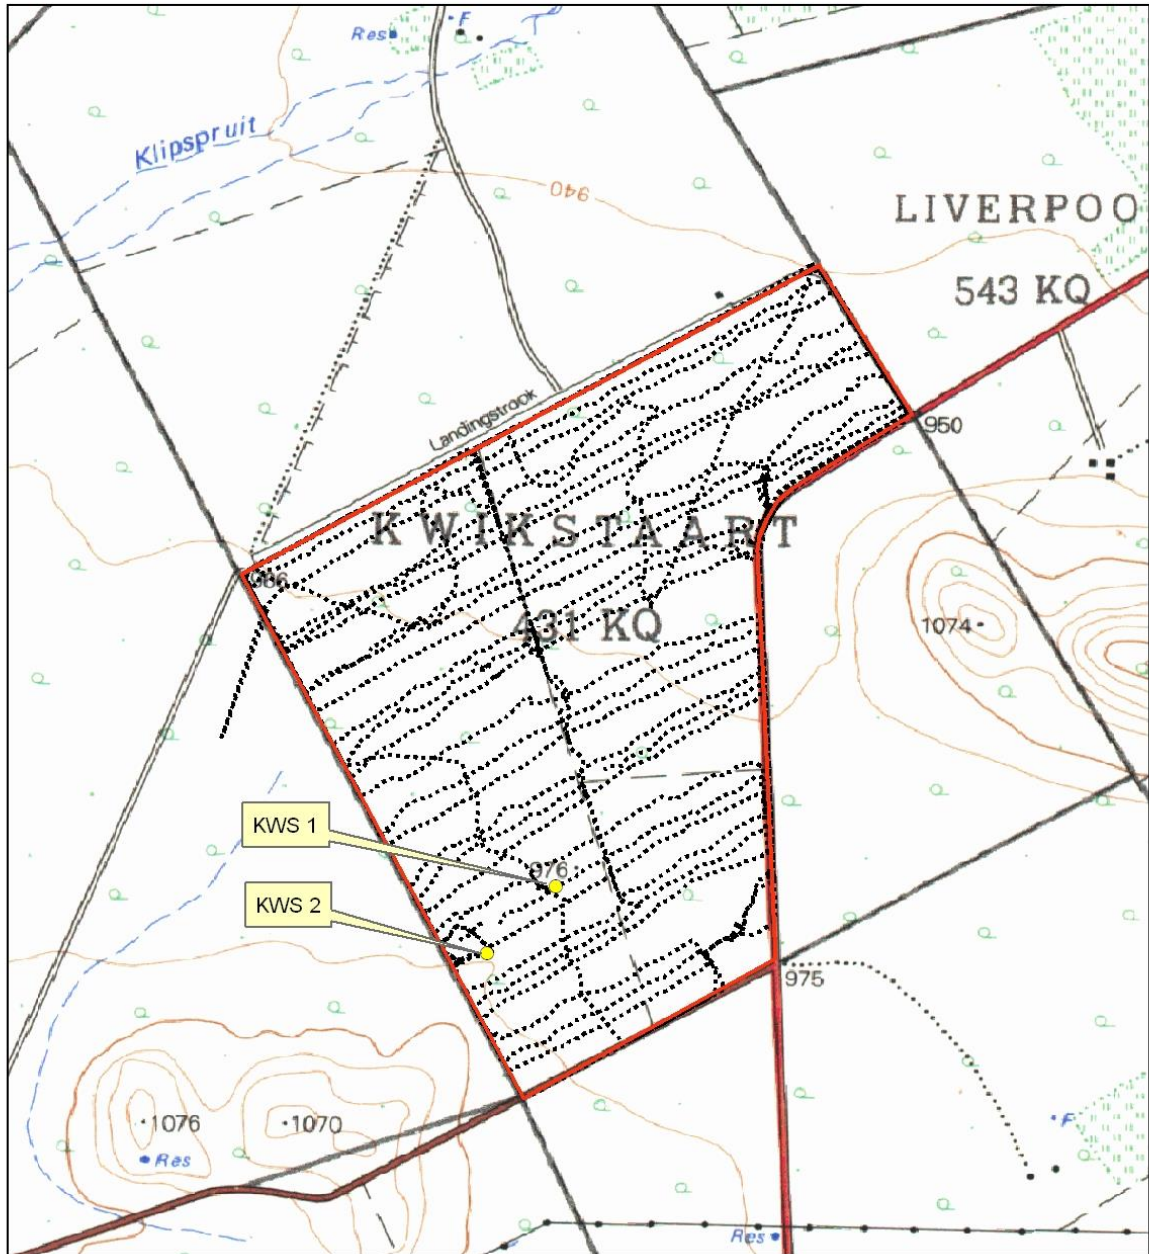 F
Res
Klipspruit
940
LIVERPOO
543 KQ
Landingstrook
950
KWIKSTAART
431 KQ
1074
KWS 1
976
KWS 2
975
1076
1070
Res
F
Res